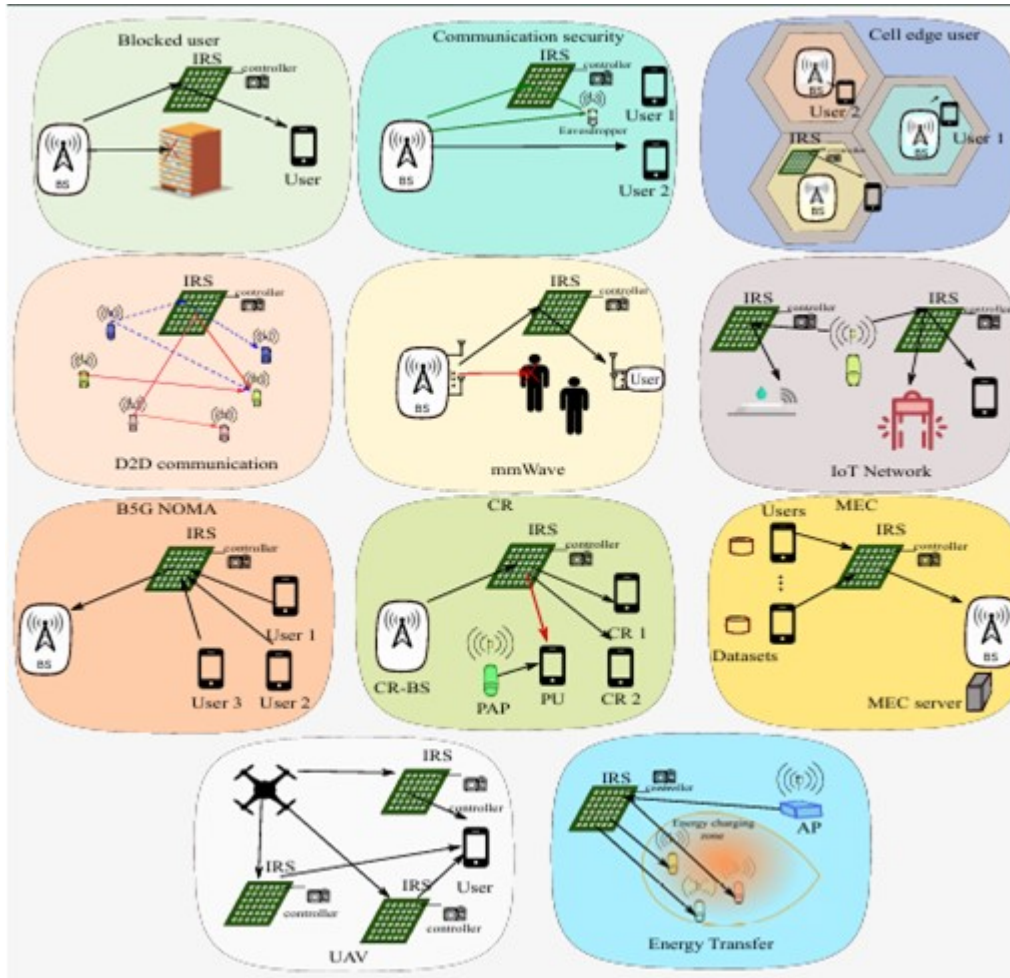 Blocked user
IRS
controller
BS
User
Communication security
IRS
controller
User 1
Eavesdropper
BS
User 2
Cell edge user
BS
User 2
IRS
controller
BS
User 1
BS
IRS
controller
D2D communication
IRS
controller
BS
User
mmWave
IRS
controller
IRS
controller
IoT Network
B5G NOMA
IRS
controller
BS
User 1
User 3
User 2
CR
IRS
controller
CR 1
CR-BS
PAP
PU
CR 2
MEC
Users
IRS
controller
Datasets
BS
MEC server
IRS
controller
IRS
controller
IRS
controller
User
UAV
IRS
controller
AP
Energy charging
zone
Energy Transfer